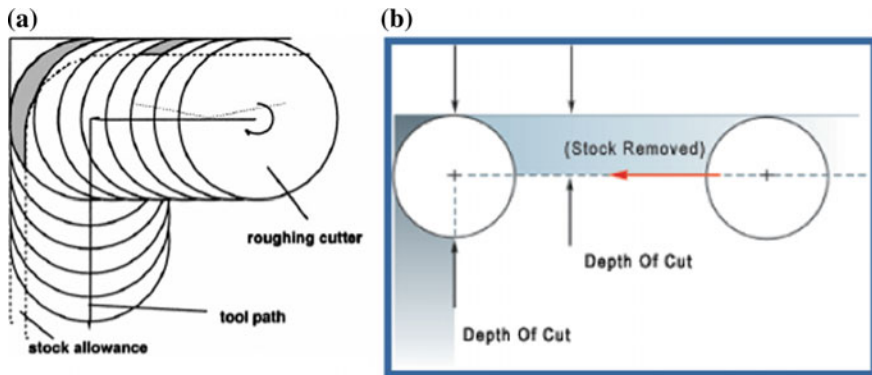 (a)
roughing cutter
tool path
stock allowance
(b)
(Stock Removed)
Depth Of Cut
Depth Of Cut